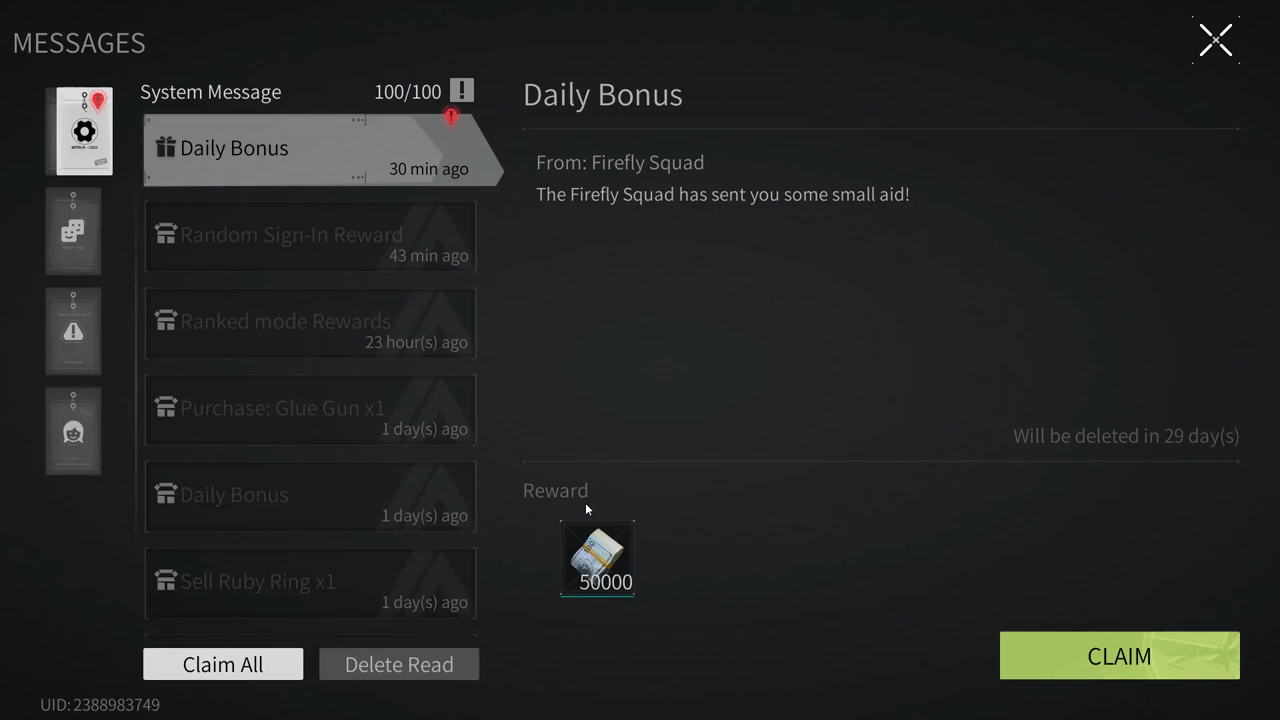 MESSAGES
System Message 100/100
Daily Bonus
30 min ago
Random Sign-In Reward
43 min ago
Ranked mode Rewards
23 hour(s) ago
Purchase: Glue Gun x1
1 day(s) ago
Daily Bonus
1 day(s) ago
Sell Ruby Ring x1
1 day(s) ago
Claim All
Delete Read
Daily Bonus
From: Firefly Squad
The Firefly Squad has sent you some small aid!
Will be deleted in 29 day(s)
Reward
50000
CLAIM
UID: 2388983749